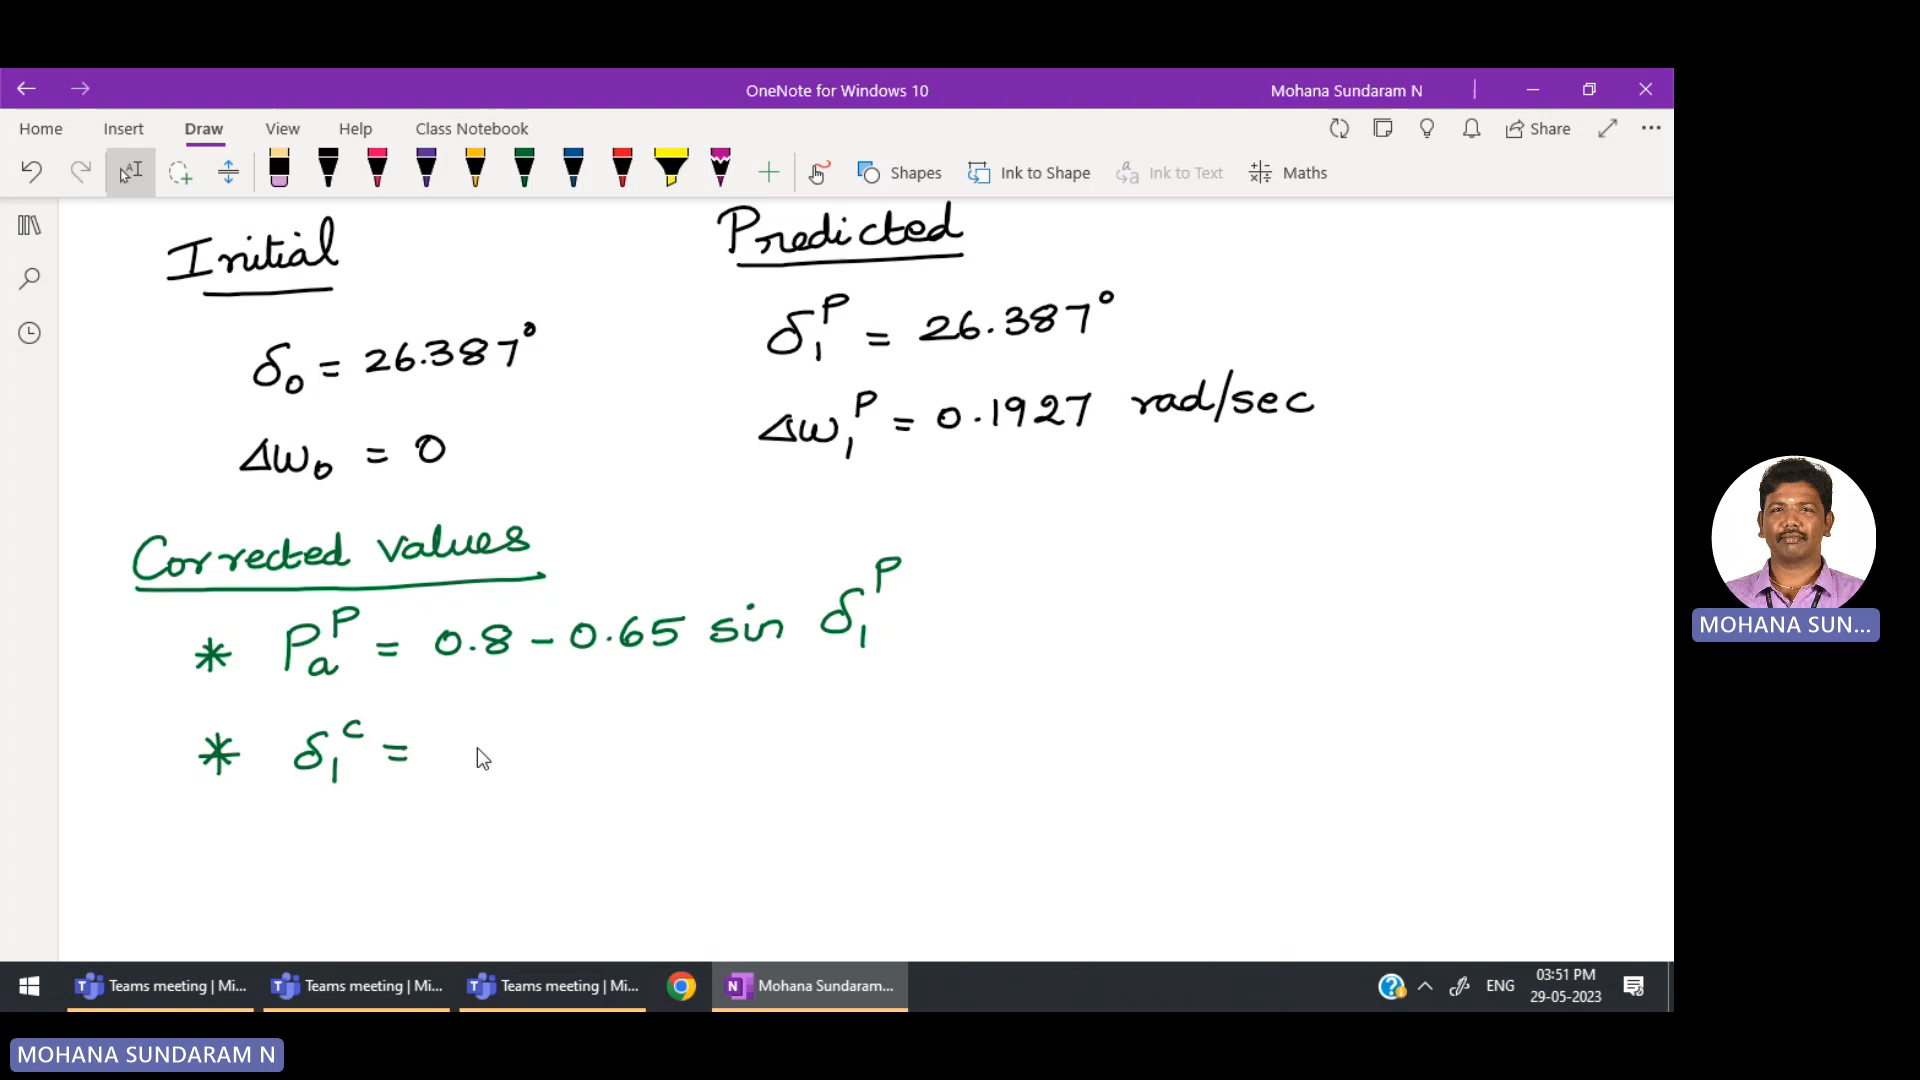 OneNote for Windows 10
Mohana Sundaram N
Home Insert Draw View Help Class Notebook
Share
Shapes Ink to Shape Ink to Text Maths
Initial
δ₀ = 26.387°
Δω₀ = 0
Predicted
δ₁ᴾ = 26.387°
Δω₁ᴾ = 0.1927 rad/sec
Corrected values
* Pₐᴾ = 0.8 - 0.65 sin δ₁ᴾ
* δ₁ᶜ =
MOHANA SUN...
Teams meeting | Mi... Teams meeting | Mi... Teams meeting | Mi... Mohana Sundaram...
ENG
03:51 PM
29-05-2023
MOHANA SUNDARAM N